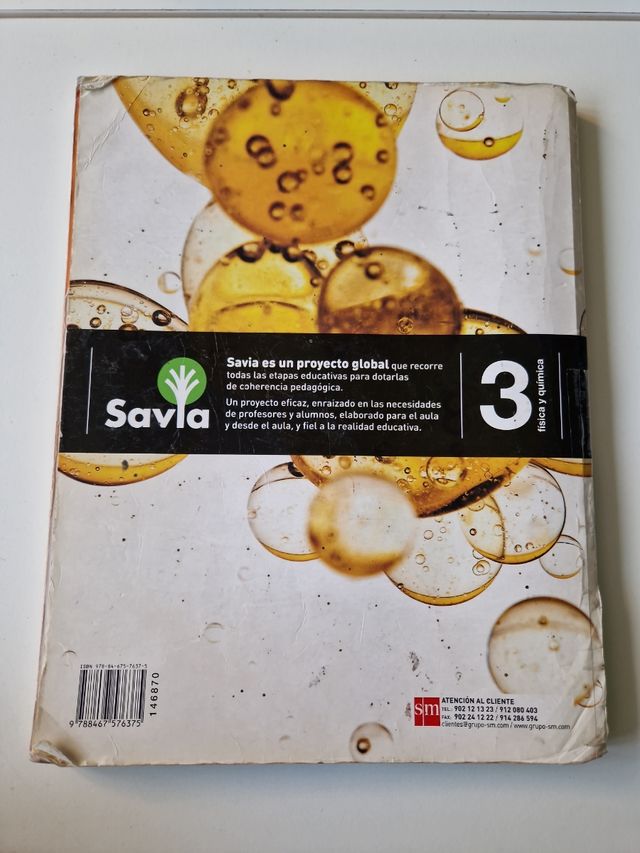 Savia
Savia es un proyecto global que recorre
todas las etapas educativas para dotarlas
de coherencia pedagógica.
Un proyecto eficaz, enraizado en las necesidades
de profesores y alumnos, elaborado para el aula
y desde el aula, y fiel a la realidad educativa.
3
física y química
ISBN 978-84-675-7637-5
9 788467 576375
146870
sm
ATENCIÓN AL CLIENTE
TEL.: 902 12 13 23 / 912 080 403
FAX.: 902 24 12 22 / 914 286 594
clientes@grupo-sm.com / www.grupo-sm.com